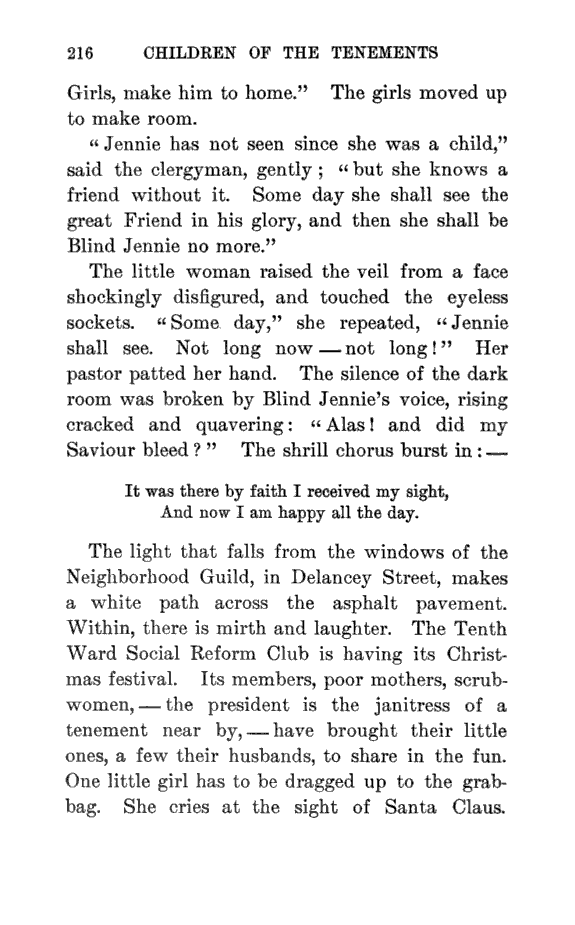 216 CHILDREN OF THE TENEMENTS
Girls, make him to home.” The girls moved up
to make room.
“Jennie has not seen since she was a child,”
said the clergyman, gently; “but she knows a
friend without it. Some day she shall see the
great Friend in his glory, and then she shall be
Blind Jennie no more.”
The little woman raised the veil from a face
shockingly disfigured, and touched the eyeless
sockets. “Some day,” she repeated, “Jennie
shall see. Not long now — not long!” Her
pastor patted her hand. The silence of the dark
room was broken by Blind Jennie’s voice, rising
cracked and quavering: “Alas! and did my
Saviour bleed?” The shrill chorus burst in: —
It was there by faith I received my sight,
And now I am happy all the day.
The light that falls from the windows of the
Neighborhood Guild, in Delancey Street, makes
a white path across the asphalt pavement.
Within, there is mirth and laughter. The Tenth
Ward Social Reform Club is having its Christ-
mas festival. Its members, poor mothers, scrub-
women, — the president is the janitress of a
tenement near by, — have brought their little
ones, a few their husbands, to share in the fun.
One little girl has to be dragged up to the grab-
bag. She cries at the sight of Santa Claus.